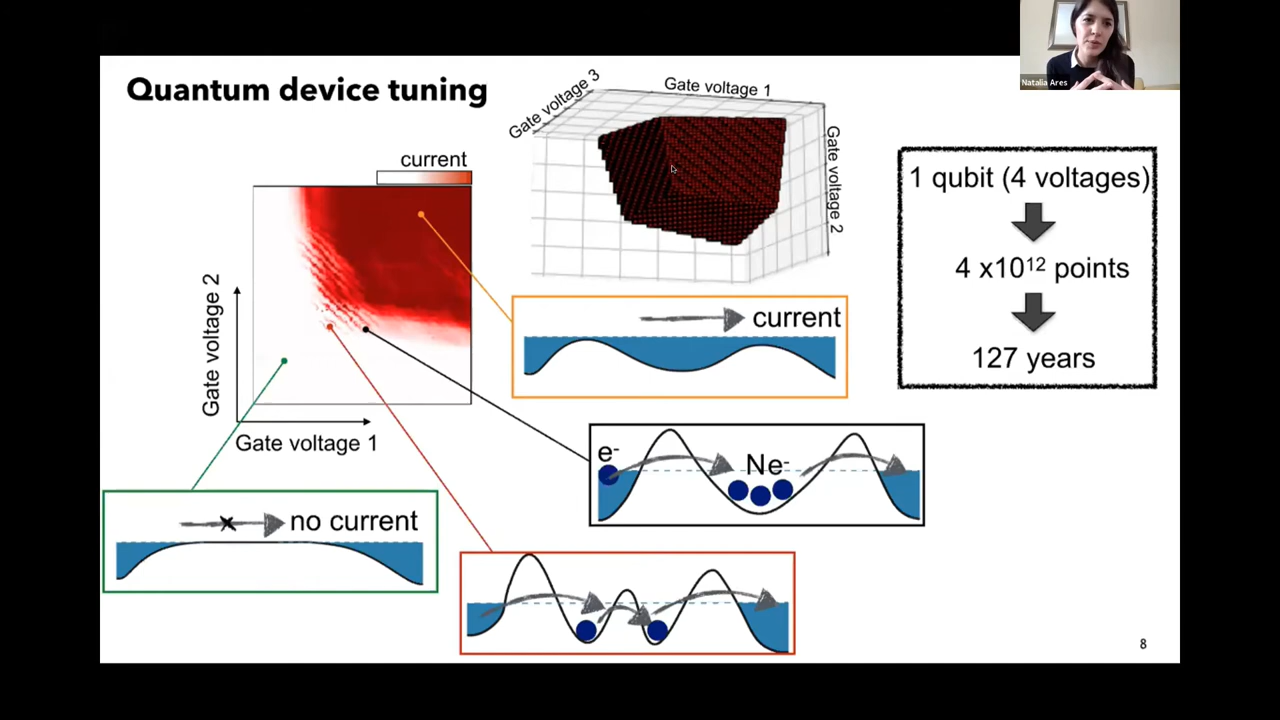 Natalia Ares
Quantum device tuning
Gate voltage 3
Gate voltage 1
Gate voltage 2
current
Gate voltage 2
Gate voltage 1
1 qubit (4 voltages)
4 x10¹² points
127 years
current
e⁻
Ne⁻
no current
8